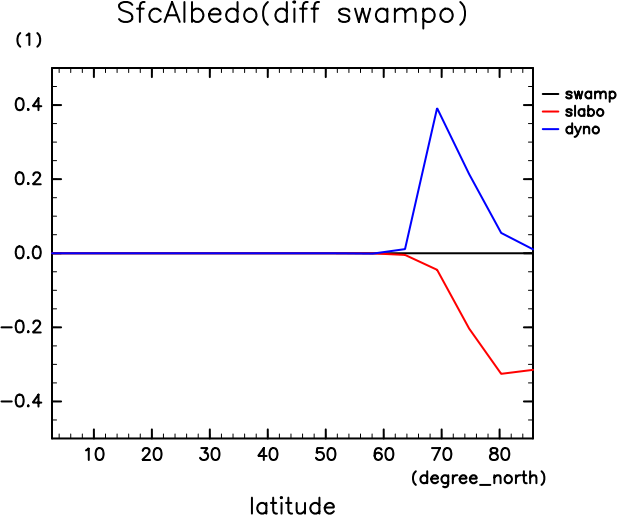 SfcAlbedo(diff swampo)
(1)
0.4
0.2
0.0
−0.2
−0.4
10 20 30 40 50 60 70 80
(degree_north)
latitude
swamp
slabo
dyno